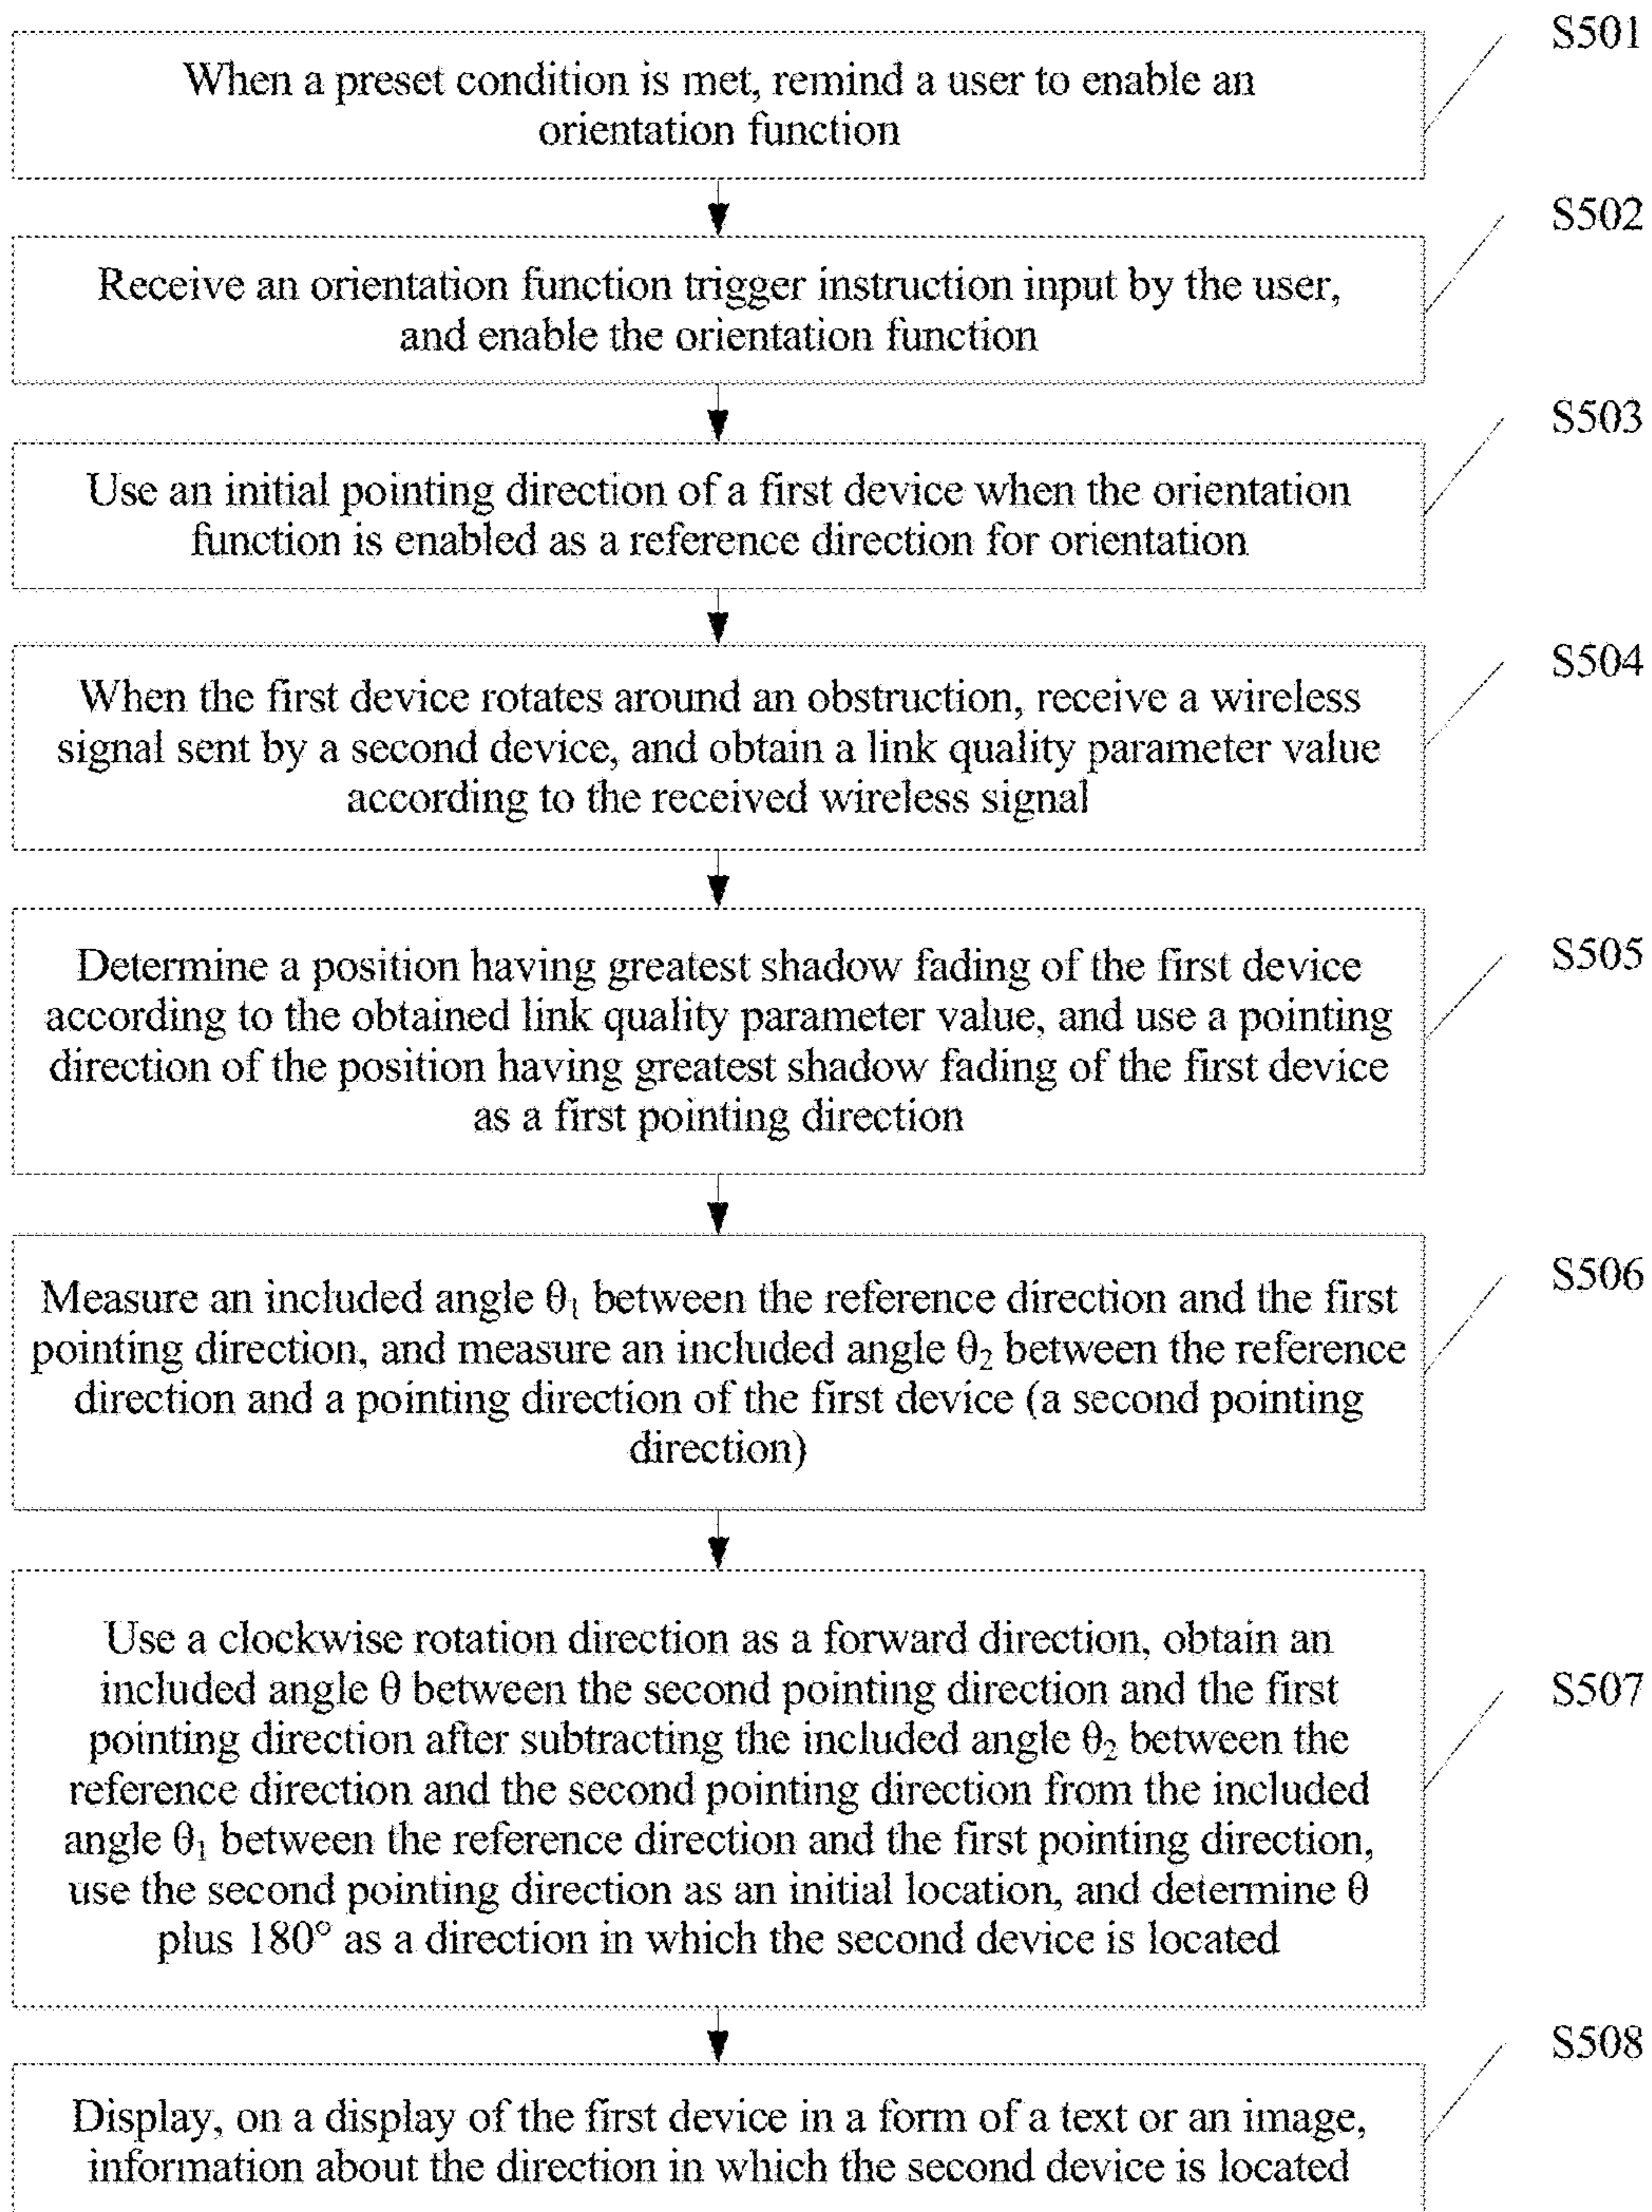 S501
When a preset condition is met, remind a user to enable an
orientation function
S502
Receive an orientation function trigger instruction input by the user,
and enable the orientation function
S503
Use an initial pointing direction of a first device when the orientation
function is enabled as a reference direction for orientation
S504
When the first device rotates around an obstruction, receive a wireless
signal sent by a second device, and obtain a link quality parameter value
according to the received wireless signal
S505
Determine a position having greatest shadow fading of the first device
according to the obtained link quality parameter value, and use a pointing
direction of the position having greatest shadow fading of the first device
as a first pointing direction
S506
Measure an included angle θ₁ between the reference direction and the first
pointing direction, and measure an included angle θ₂ between the reference
direction and a pointing direction of the first device (a second pointing
direction)
S507
Use a clockwise rotation direction as a forward direction, obtain an
included angle θ between the second pointing direction and the first
pointing direction after subtracting the included angle θ₂ between the
reference direction and the second pointing direction from the included
angle θ₁ between the reference direction and the first pointing direction,
use the second pointing direction as an initial location, and determine θ
plus 180° as a direction in which the second device is located
S508
Display, on a display of the first device in a form of a text or an image,
information about the direction in which the second device is located